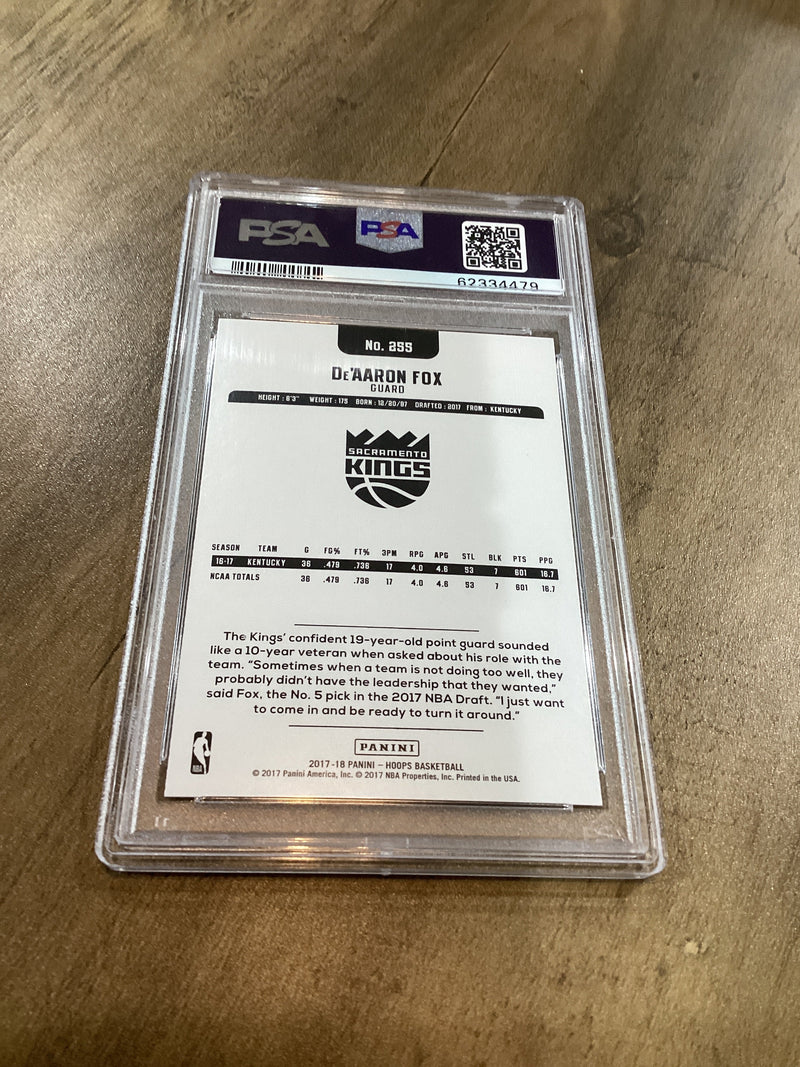 PSA PSA
62334479
No. 255
De'AARON FOX
GUARD
HEIGHT : 6'3" WEIGHT : 175 BORN : 12/20/97 DRAFTED : 2017 FROM : KENTUCKY
SACRAMENTO
KINGS
SEASON TEAM G FG% FT% 3PM RPG APG STL BLK PTS PPG
16-17 KENTUCKY 36 .479 .736 17 4.0 4.6 53 7 601 16.7
NCAA TOTALS 36 .479 .736 17 4.0 4.6 53 7 601 16.7
The Kings' confident 19-year-old point guard sounded
like a 10-year veteran when asked about his role with the
team. "Sometimes when a team is not doing too well, they
probably didn't have the leadership that they wanted,"
said Fox, the No. 5 pick in the 2017 NBA Draft. "I just want
to come in and be ready to turn it around."
PANINI
NBA
2017-18 PANINI – HOOPS BASKETBALL
© 2017 Panini America, Inc. © 2017 NBA Properties, Inc. Printed in the USA.